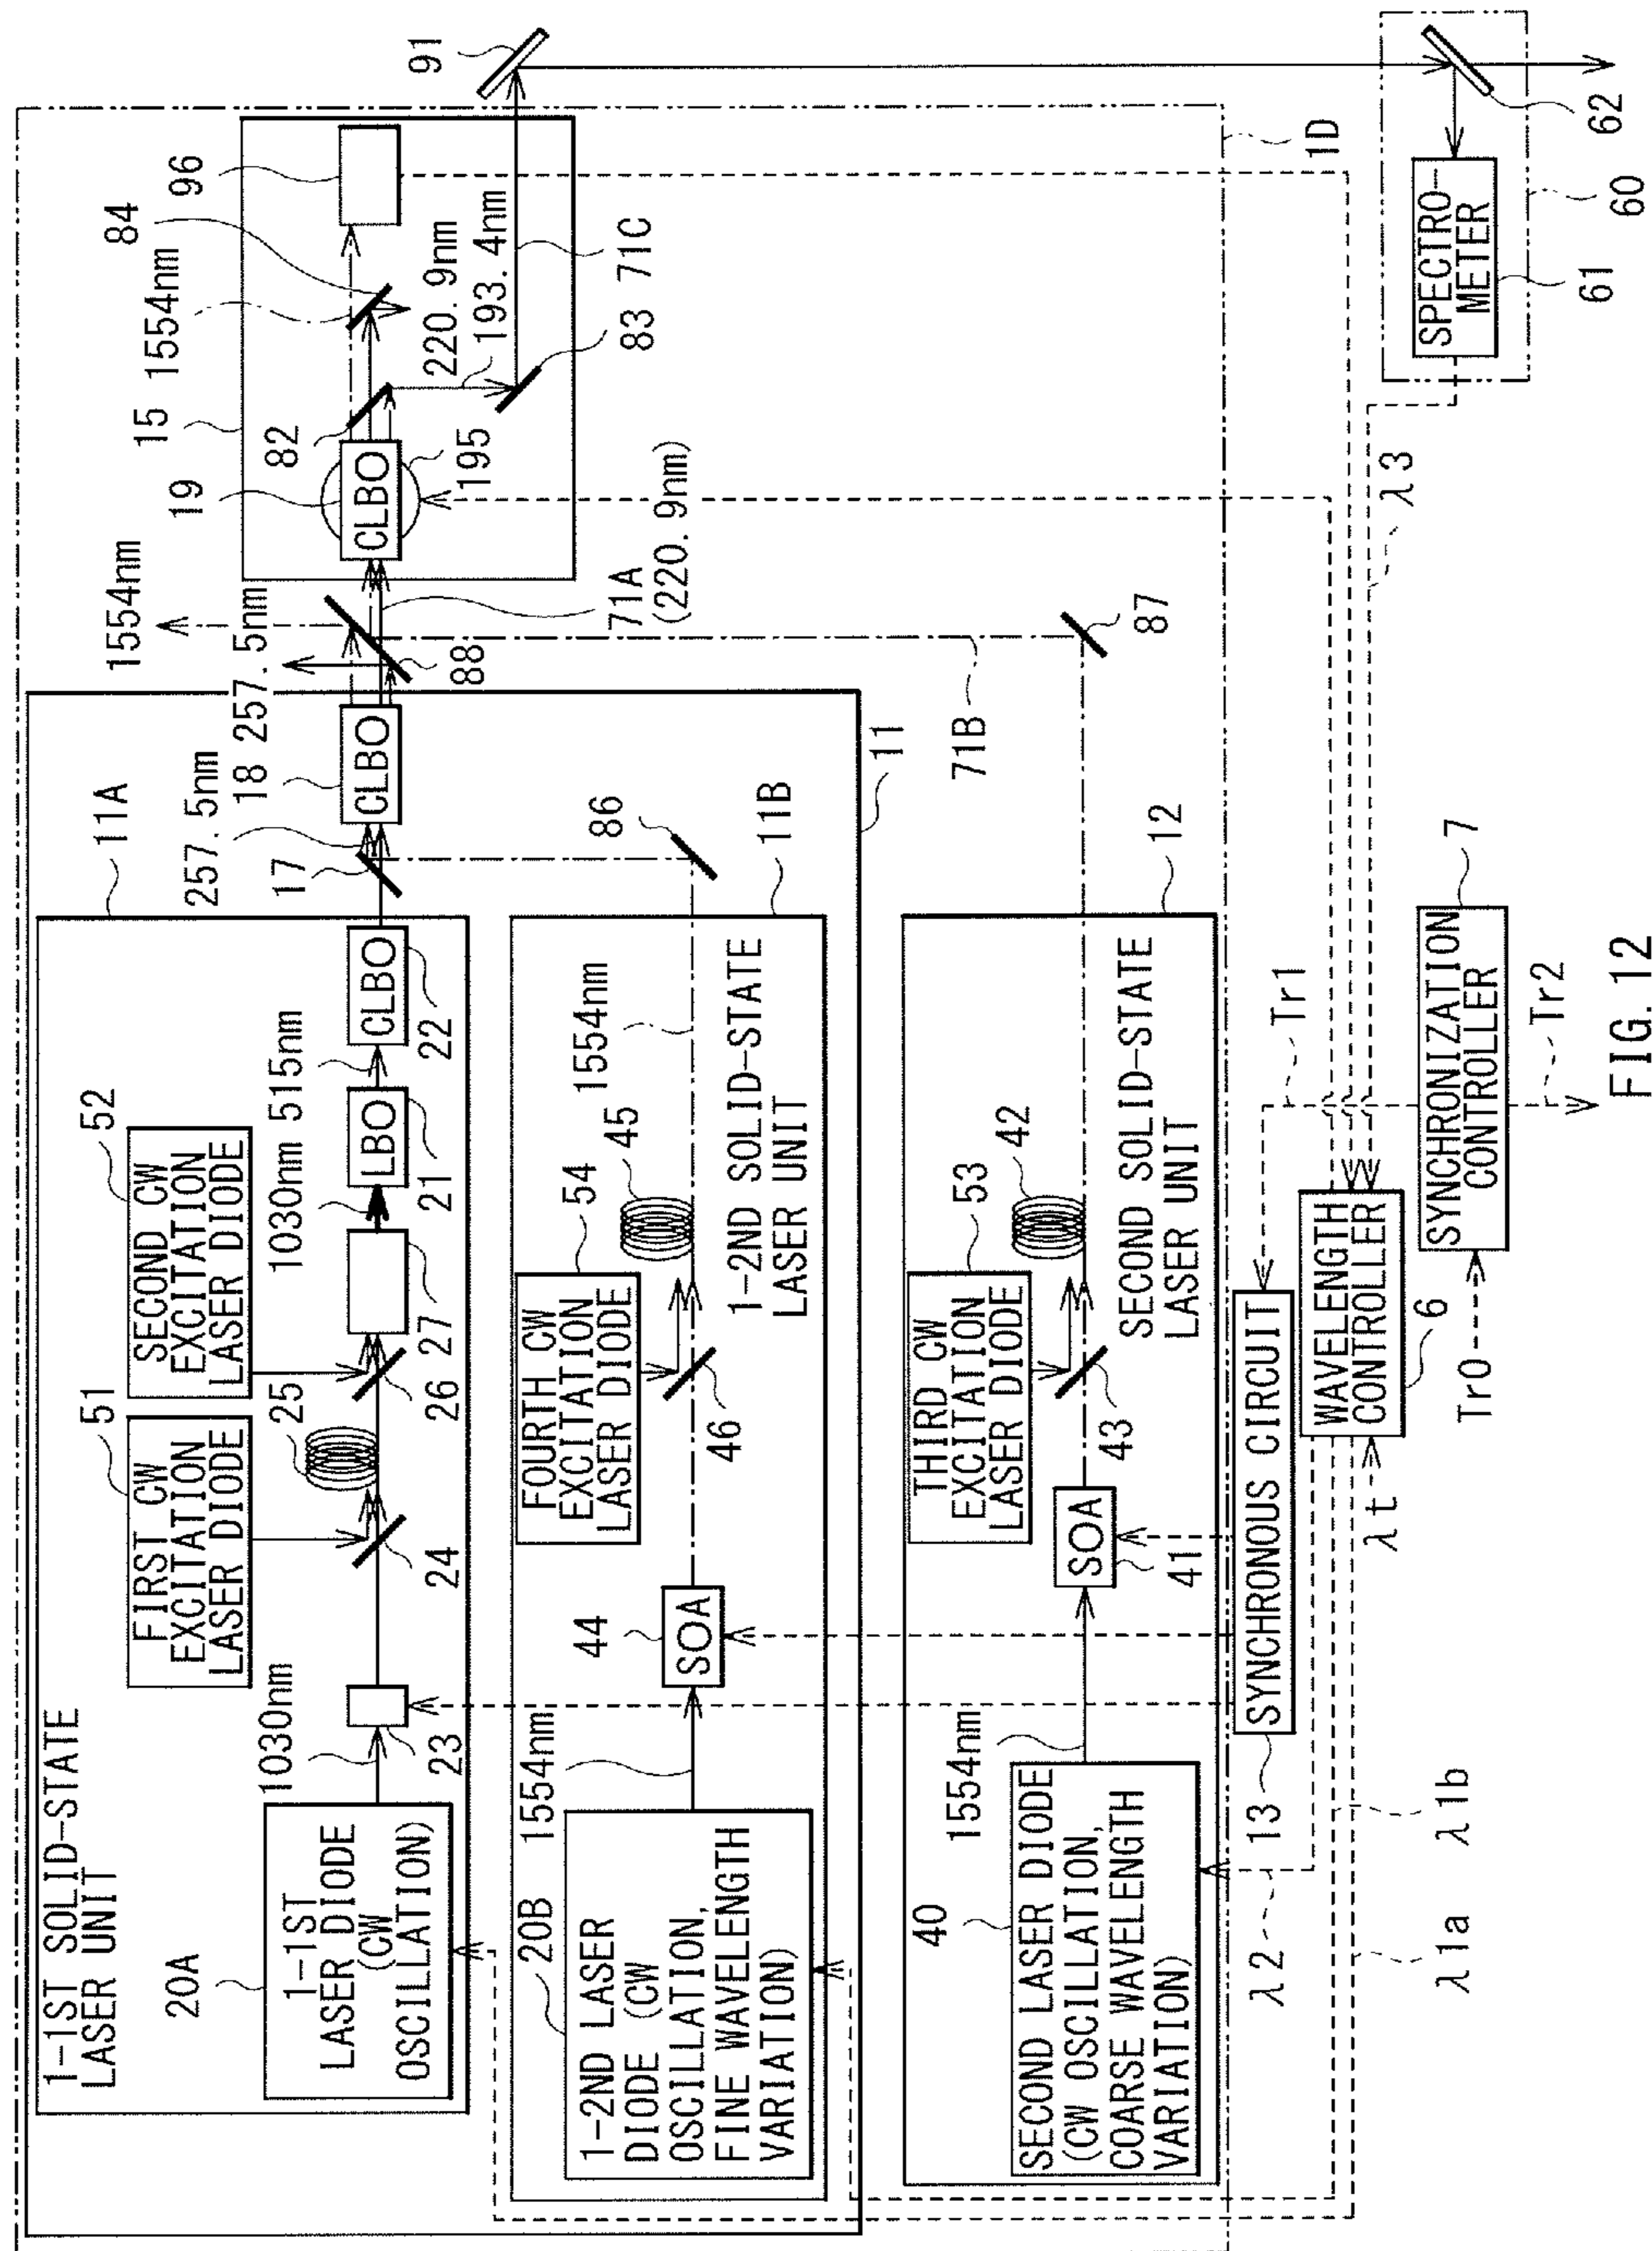 1-1ST SOLID-STATE
LASER UNIT
11A
20A
1-1ST
LASER DIODE
(CW
OSCILLATION)
1030nm
23
51
FIRST CW
EXCITATION
LASER DIODE
24
25
52
SECOND CW
EXCITATION
LASER DIODE
26
27
1030nm
515nm
LBO
21
CLBO
22
257. 5nm
17
18
CLBO
257. 5nm
1554nm
88
71A
(220. 9nm)
15
19
CLBO
195
82
1554nm
84
96
220. 9nm
193. 4nm
83
71C
91
20B
1-2ND LASER
DIODE (CW
OSCILLATION,
FINE WAVELENGTH
VARIATION)
1554nm
44
SOA
FOURTH CW
EXCITATION
LASER DIODE
54
46
45
1554nm
1-2ND SOLID-STATE
LASER UNIT
11B
86
11
71B
87
40
SECOND LASER DIODE
(CW OSCILLATION,
COARSE WAVELENGTH
VARIATION)
1554nm
SOA
41
THIRD CW
EXCITATION
LASER DIODE
53
43
42
SECOND SOLID-STATE
LASER UNIT
12
1D
SYNCHRONOUS CIRCUIT
13
WAVELENGTH
CONTROLLER
6
λ2
λ1b
λ1a
λt
λ3
Tr0
Tr1
Tr2
SYNCHRONIZATION
CONTROLLER
7
SPECTRO-
METER
61
60
62
FIG. 12